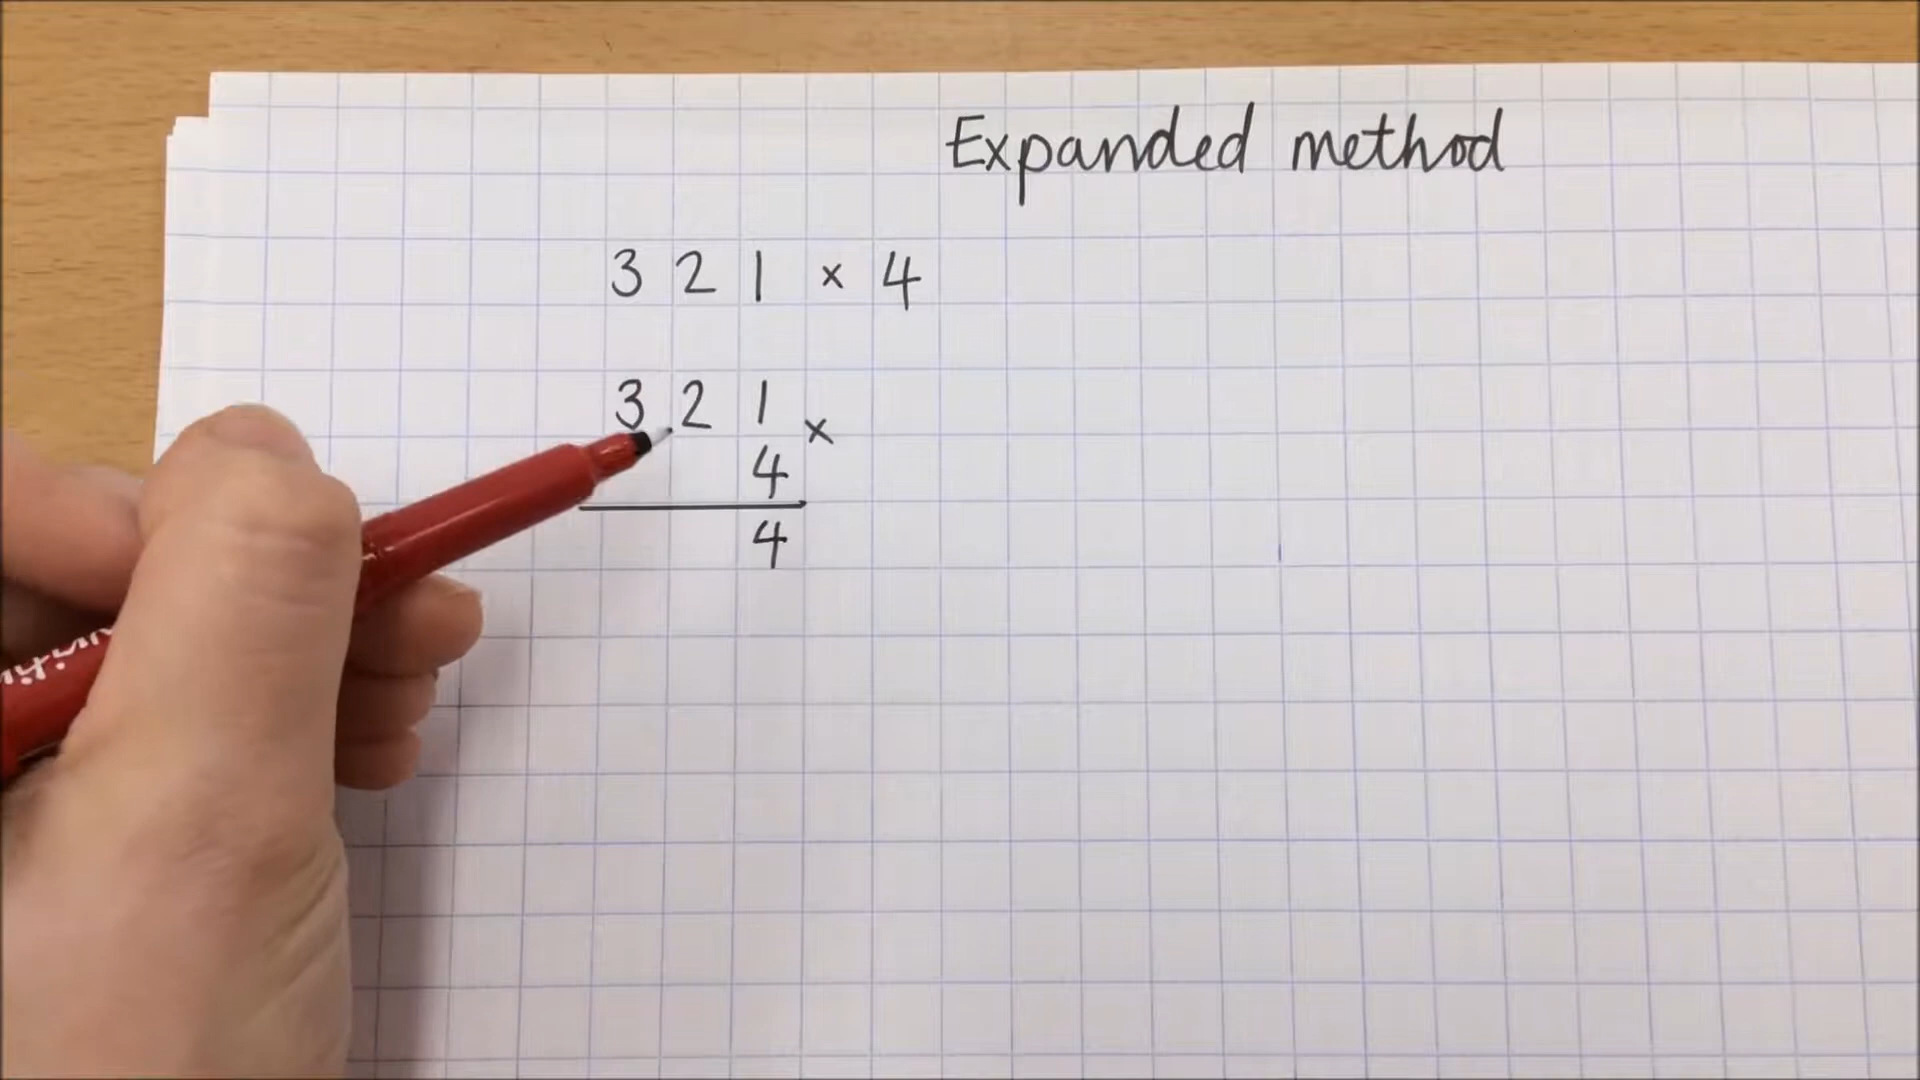 Expanded method
3 2 1 × 4
3 2 1 ×
4
4